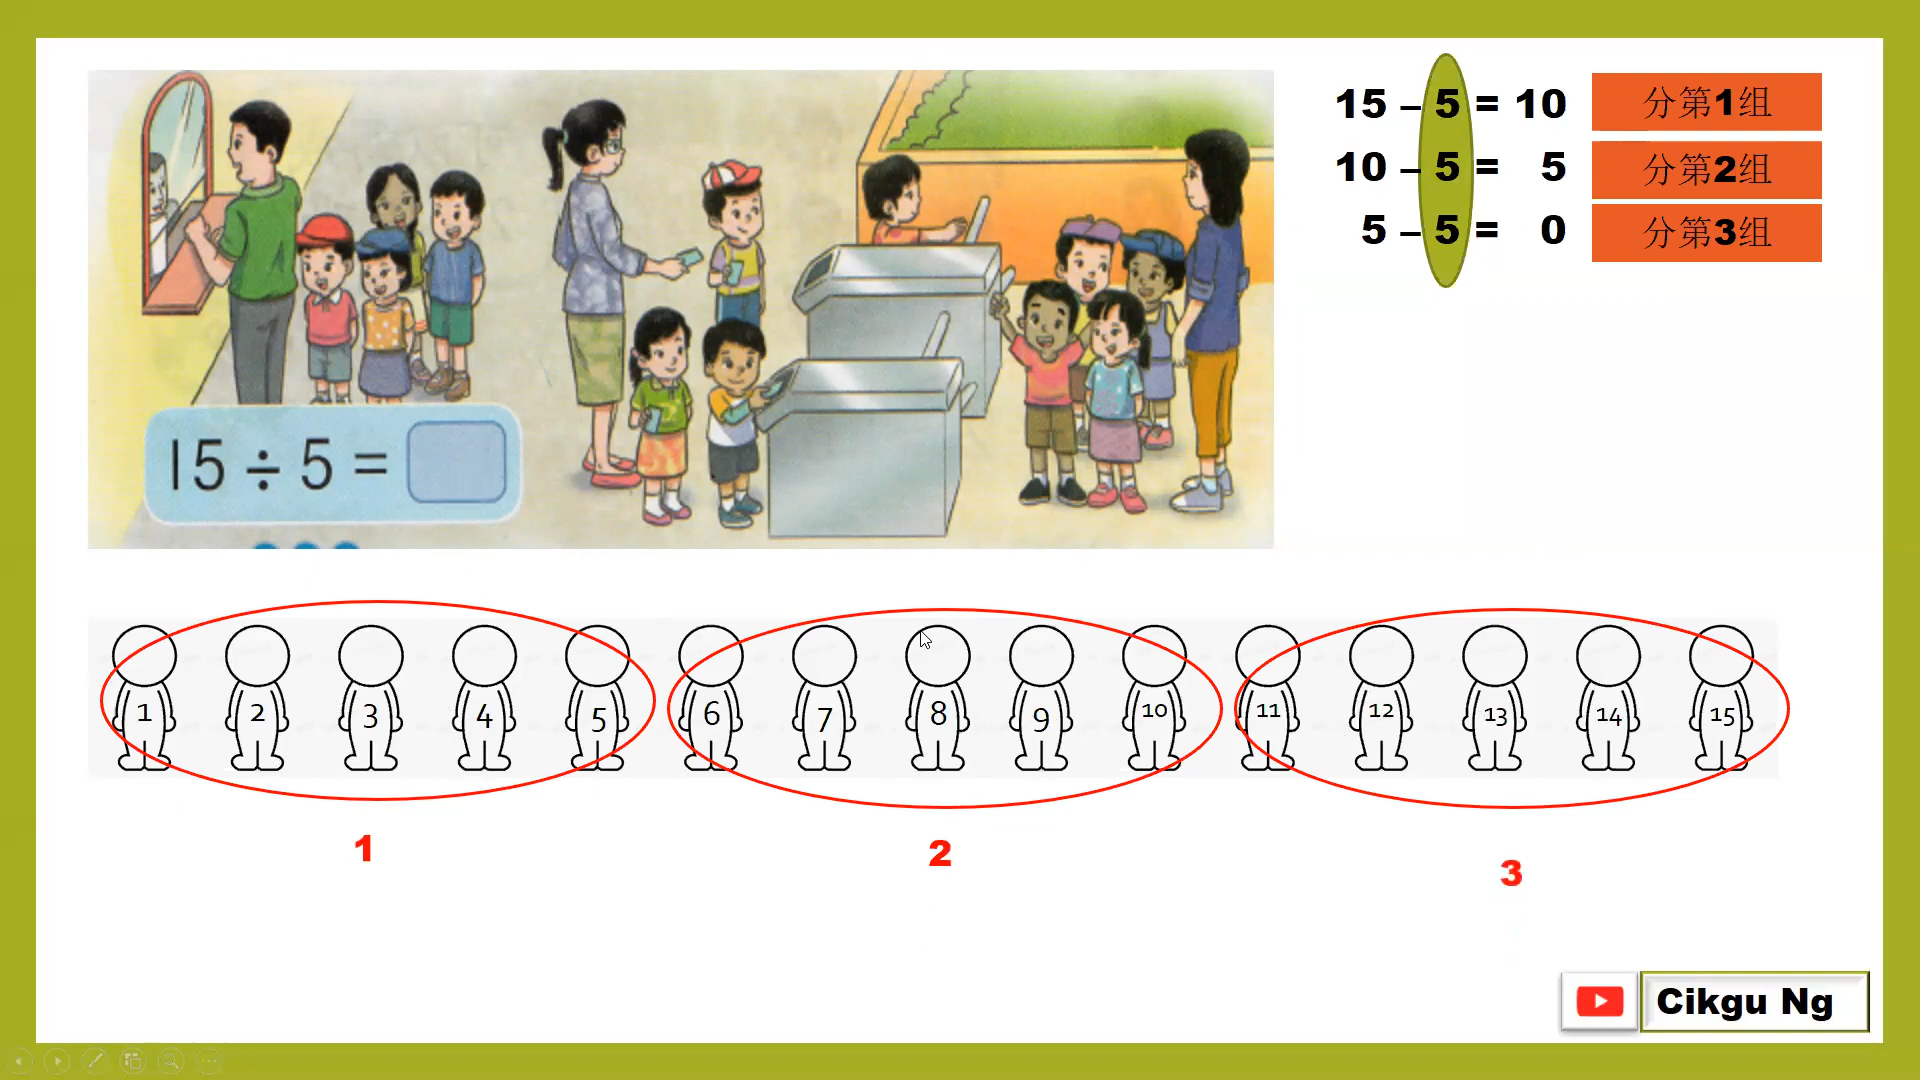 15 – 5 = 10 分第1组
10 – 5 = 5 分第2组
5 – 5 = 0 分第3组
15 ÷ 5 =
1 2 3 4 5 6 7 8 9 10 11 12 13 14 15
1 2 3
Cikgu Ng